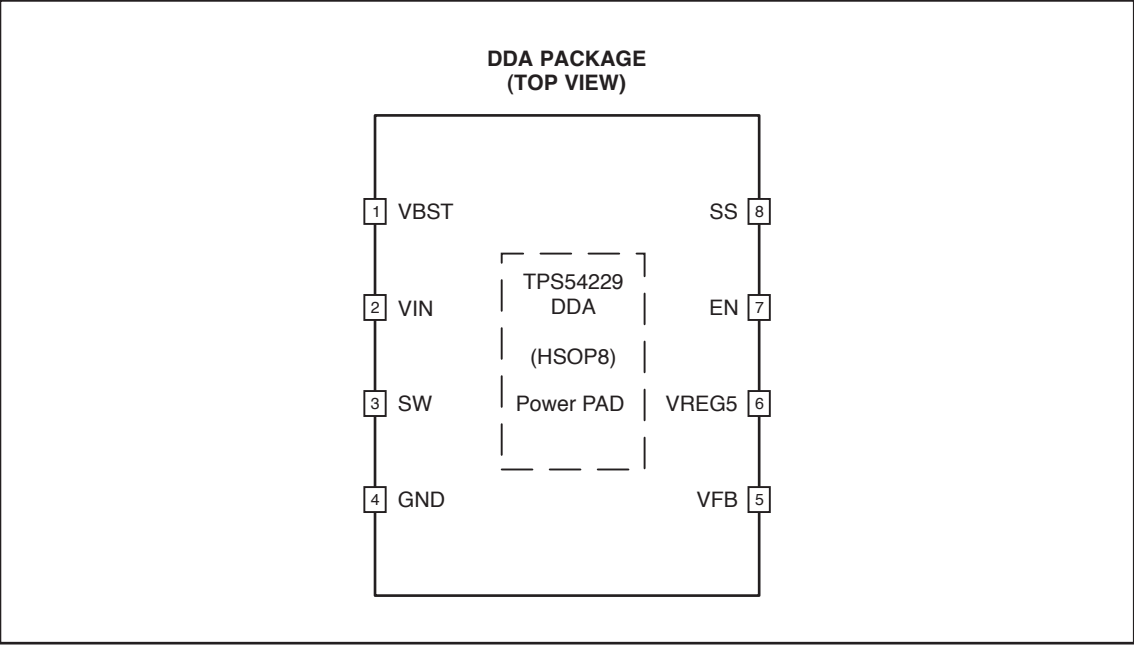 DDA PACKAGE
(TOP VIEW)
1 VBST
SS 8
TPS54229
DDA
2 VIN
EN 7
(HSOP8)
3 SW
Power PAD
VREG5 6
4 GND
VFB 5